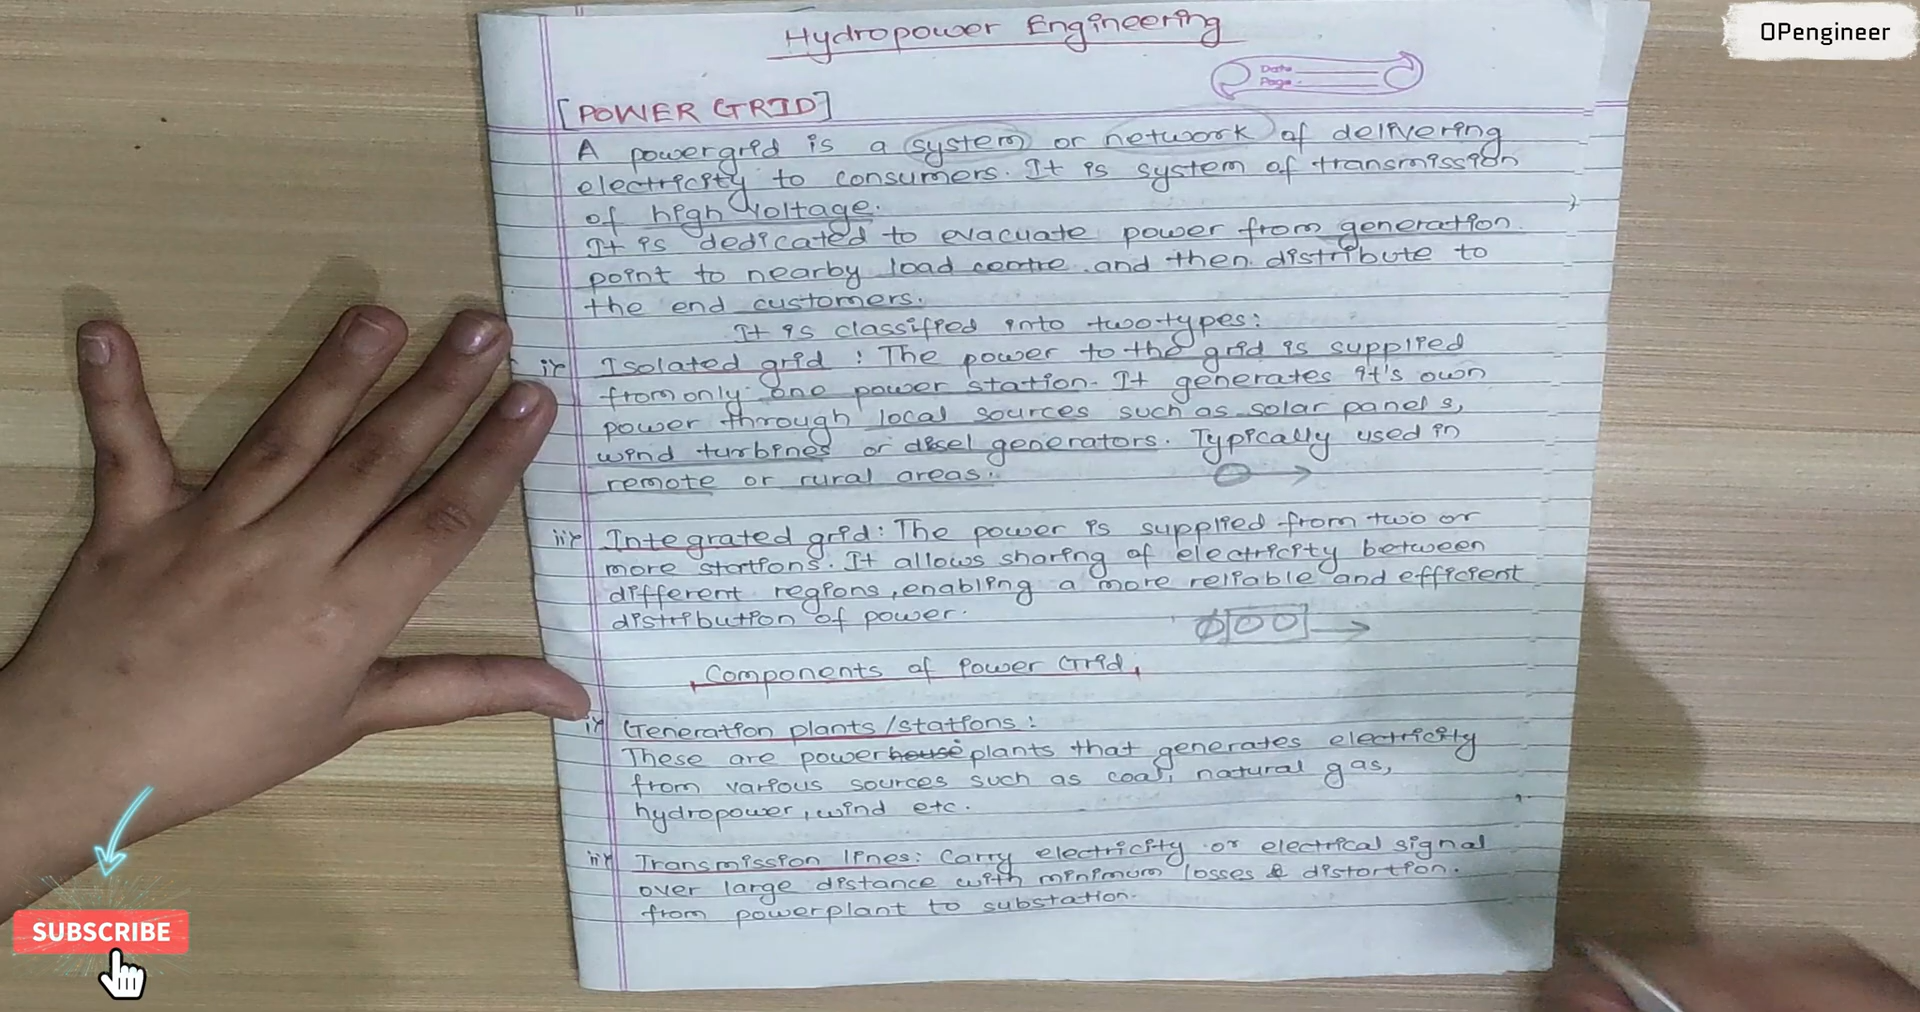 Hydropower Engineering
OPengineer
Date
Page
[POWER GRID]
A powergrid is a system or network of delivering
electricity to consumers. It is system of transmission
of high voltage.
It is dedicated to evacuate power from generation
point to nearby load centre and then distribute to
the end customers.
It is classified into two types:
i) Isolated grid : The power to the grid is supplied
from only one power station. It generates it's own
power through local sources such as solar panels,
wind turbines or disel generators. Typically used in
remote or rural areas.
ii) Integrated grid: The power is supplied from two or
more stations. It allows sharing of electricity between
different regions, enabling a more reliable and efficient
distribution of power.
Components of Power Grid
i) Generation plants/stations:
These are powerhouse plants that generates electricity
from various sources such as coal, natural gas,
hydropower, wind etc.
ii) Transmission lines: Carry electricity or electrical signal
over large distance with minimum losses & distortion.
from powerplant to substation.
SUBSCRIBE